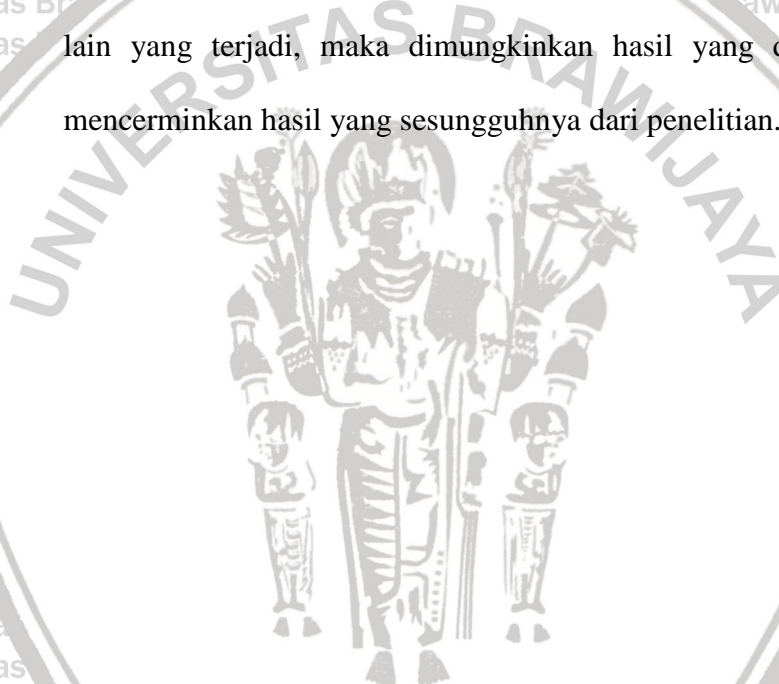 lain yang terjadi, maka dimungkinkan hasil yang
mencerminkan hasil yang sesungguhnya dari penelitian.
UNIVERSITAS BRAWIJAYA